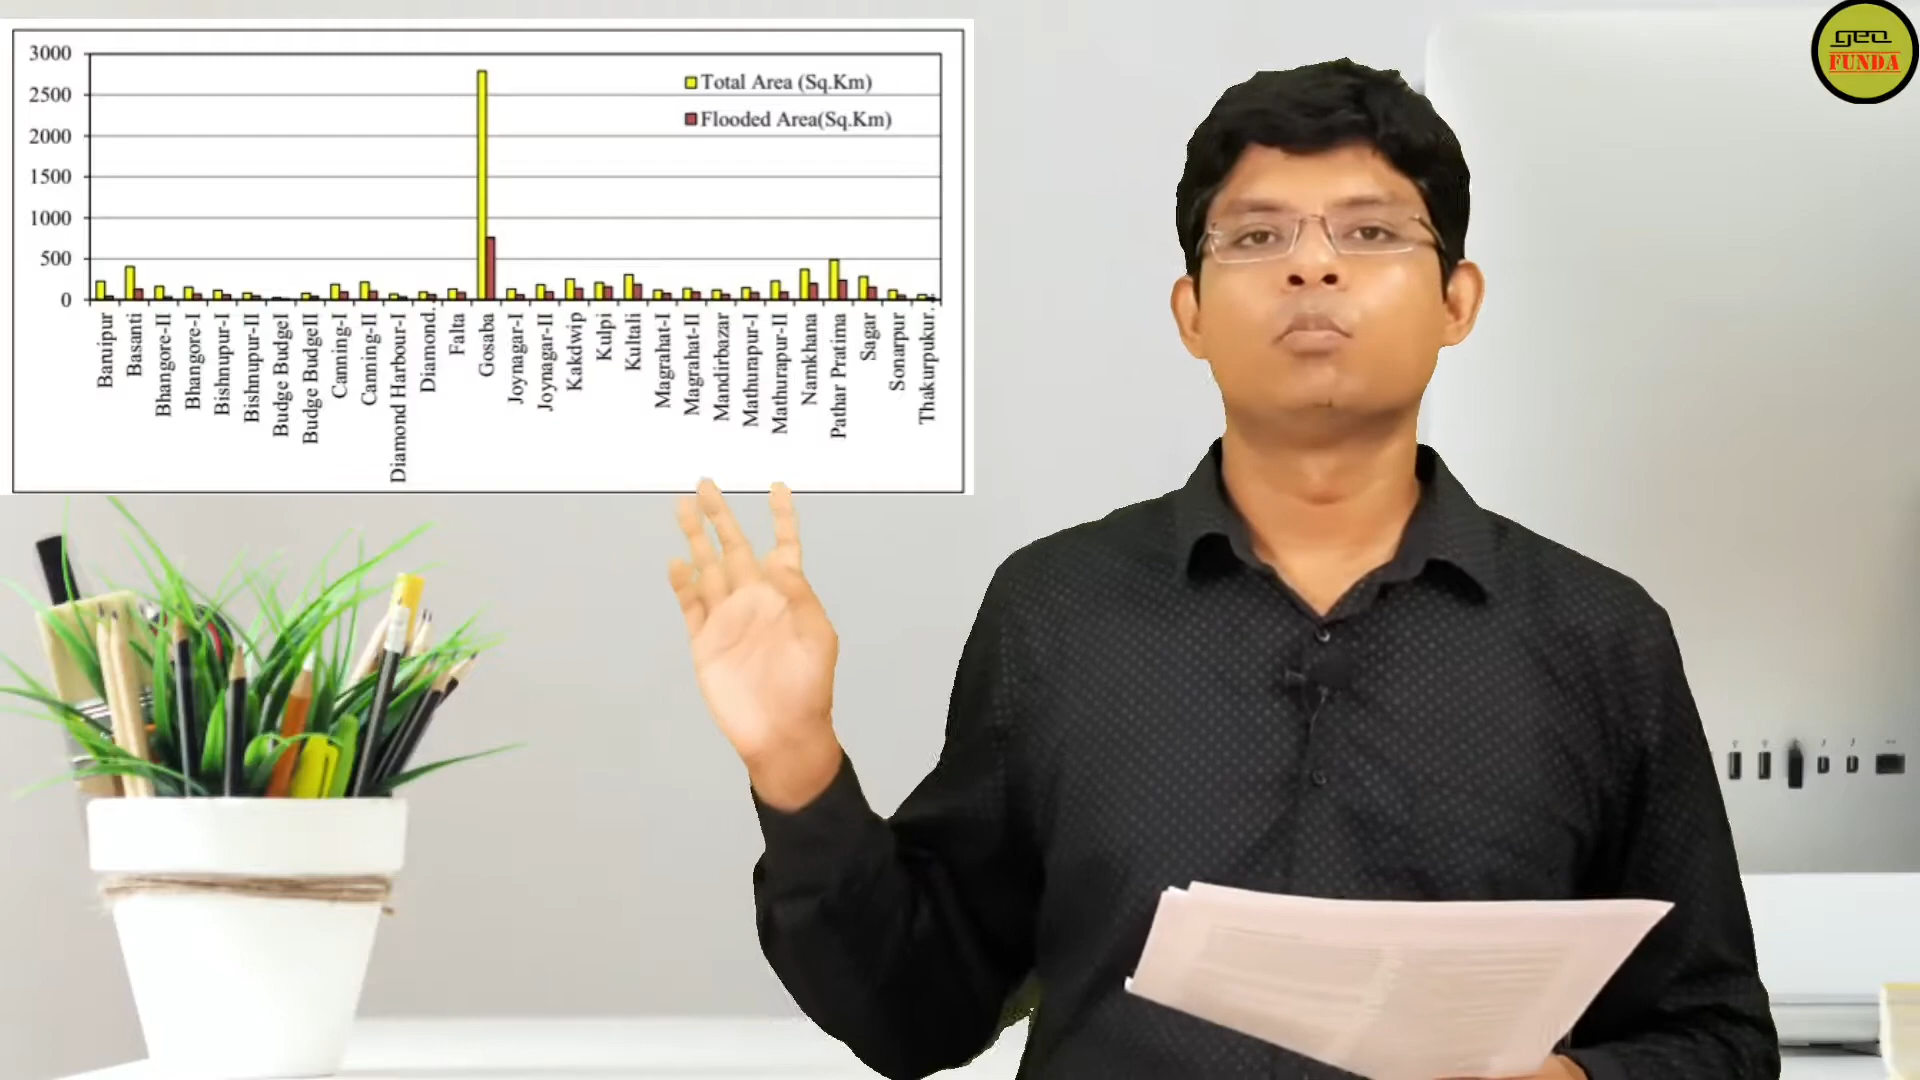 geo
FUNDA
3000
2500
2000
1500
1000
500
0
Total Area (Sq.Km)
Flooded Area(Sq.Km)
Baruipur
Basanti
Bhangore-II
Bhangore-I
Bishnupur-I
Bishnupur-II
Budge BudgeI
Budge BudgeII
Canning-I
Canning-II
Diamond Harbour-I
Diamond.
Falta
Gosaba
Joynagar-I
Joynagar-II
Kakdwip
Kulpi
Kultali
Magrahat-I
Magrahat-II
Mandirbazar
Mathurapur-I
Mathurapur-II
Namkhana
Pathar Pratima
Sagar
Sonarpur
Thakurpukur.